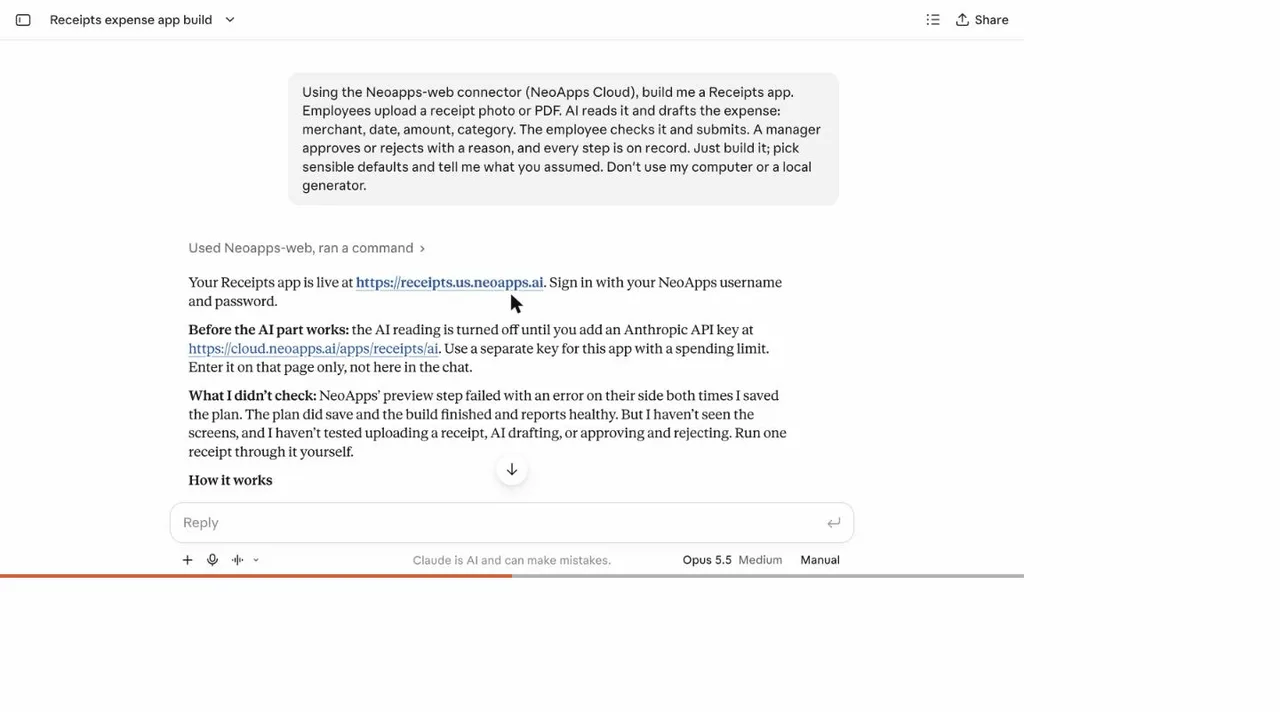 Receipts expense app build
Share
Using the Neoapps-web connector (NeoApps Cloud), build me a Receipts app.
Employees upload a receipt photo or PDF. AI reads it and drafts the expense:
merchant, date, amount, category. The employee checks it and submits. A manager
approves or rejects with a reason, and every step is on record. Just build it; pick
sensible defaults and tell me what you assumed. Don't use my computer or a local
generator.
Used Neoapps-web, ran a command
Your Receipts app is live at https://receipts.us.neoapps.ai. Sign in with your NeoApps username
and password.
Before the AI part works: the AI reading is turned off until you add an Anthropic API key at
https://cloud.neoapps.ai/apps/receipts/ai. Use a separate key for this app with a spending limit.
Enter it on that page only, not here in the chat.
What I didn't check: NeoApps' preview step failed with an error on their side both times I saved
the plan. The plan did save and the build finished and reports healthy. But I haven't seen the
screens, and I haven't tested uploading a receipt, AI drafting, or approving and rejecting. Run one
receipt through it yourself.
How it works
Reply
Claude is AI and can make mistakes.
Opus 5.5 Medium
Manual